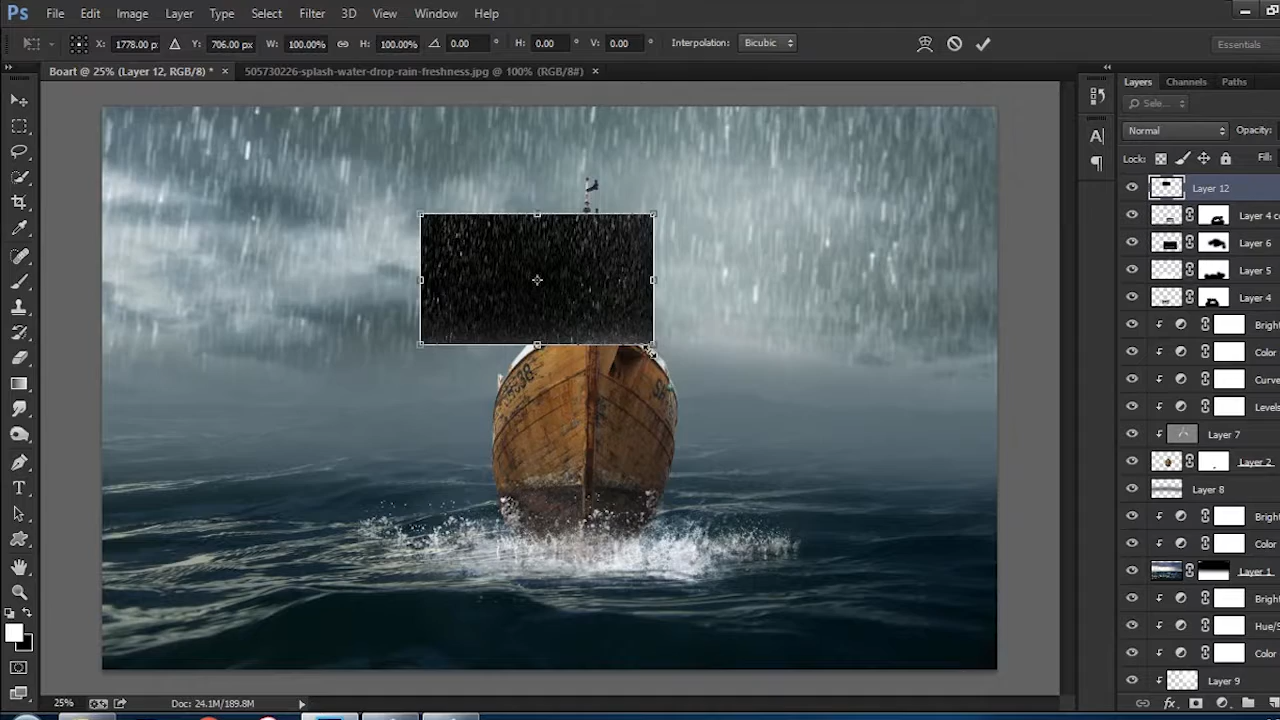 Ps File Edit Image Layer Type Select Filter 3D View Window Help
X: 1778.00 p Y: 706.00 px W: 100.00% H: 100.00% 0.00 ° H: 0.00 ° V: 0.00 ° Interpolation: Bicubic Essentials
Boart @ 25% (Layer 12, RGB/8) * × 505730226-splash-water-drop-rain-freshness.jpg @ 100% (RGB/8#) ×
Layers Channels Paths
Sele...
Normal Opacity:
Lock: Fill:
Layer 12
Layer 4 c
Layer 6
Layer 5
Layer 4
Bright
Color
Curve
Levels
Layer 7
Layer 2
Layer 8
Bright
Color
Layer 1
Bright
Hue/S
Color
Layer 9
25% Doc: 24.1M/189.8M